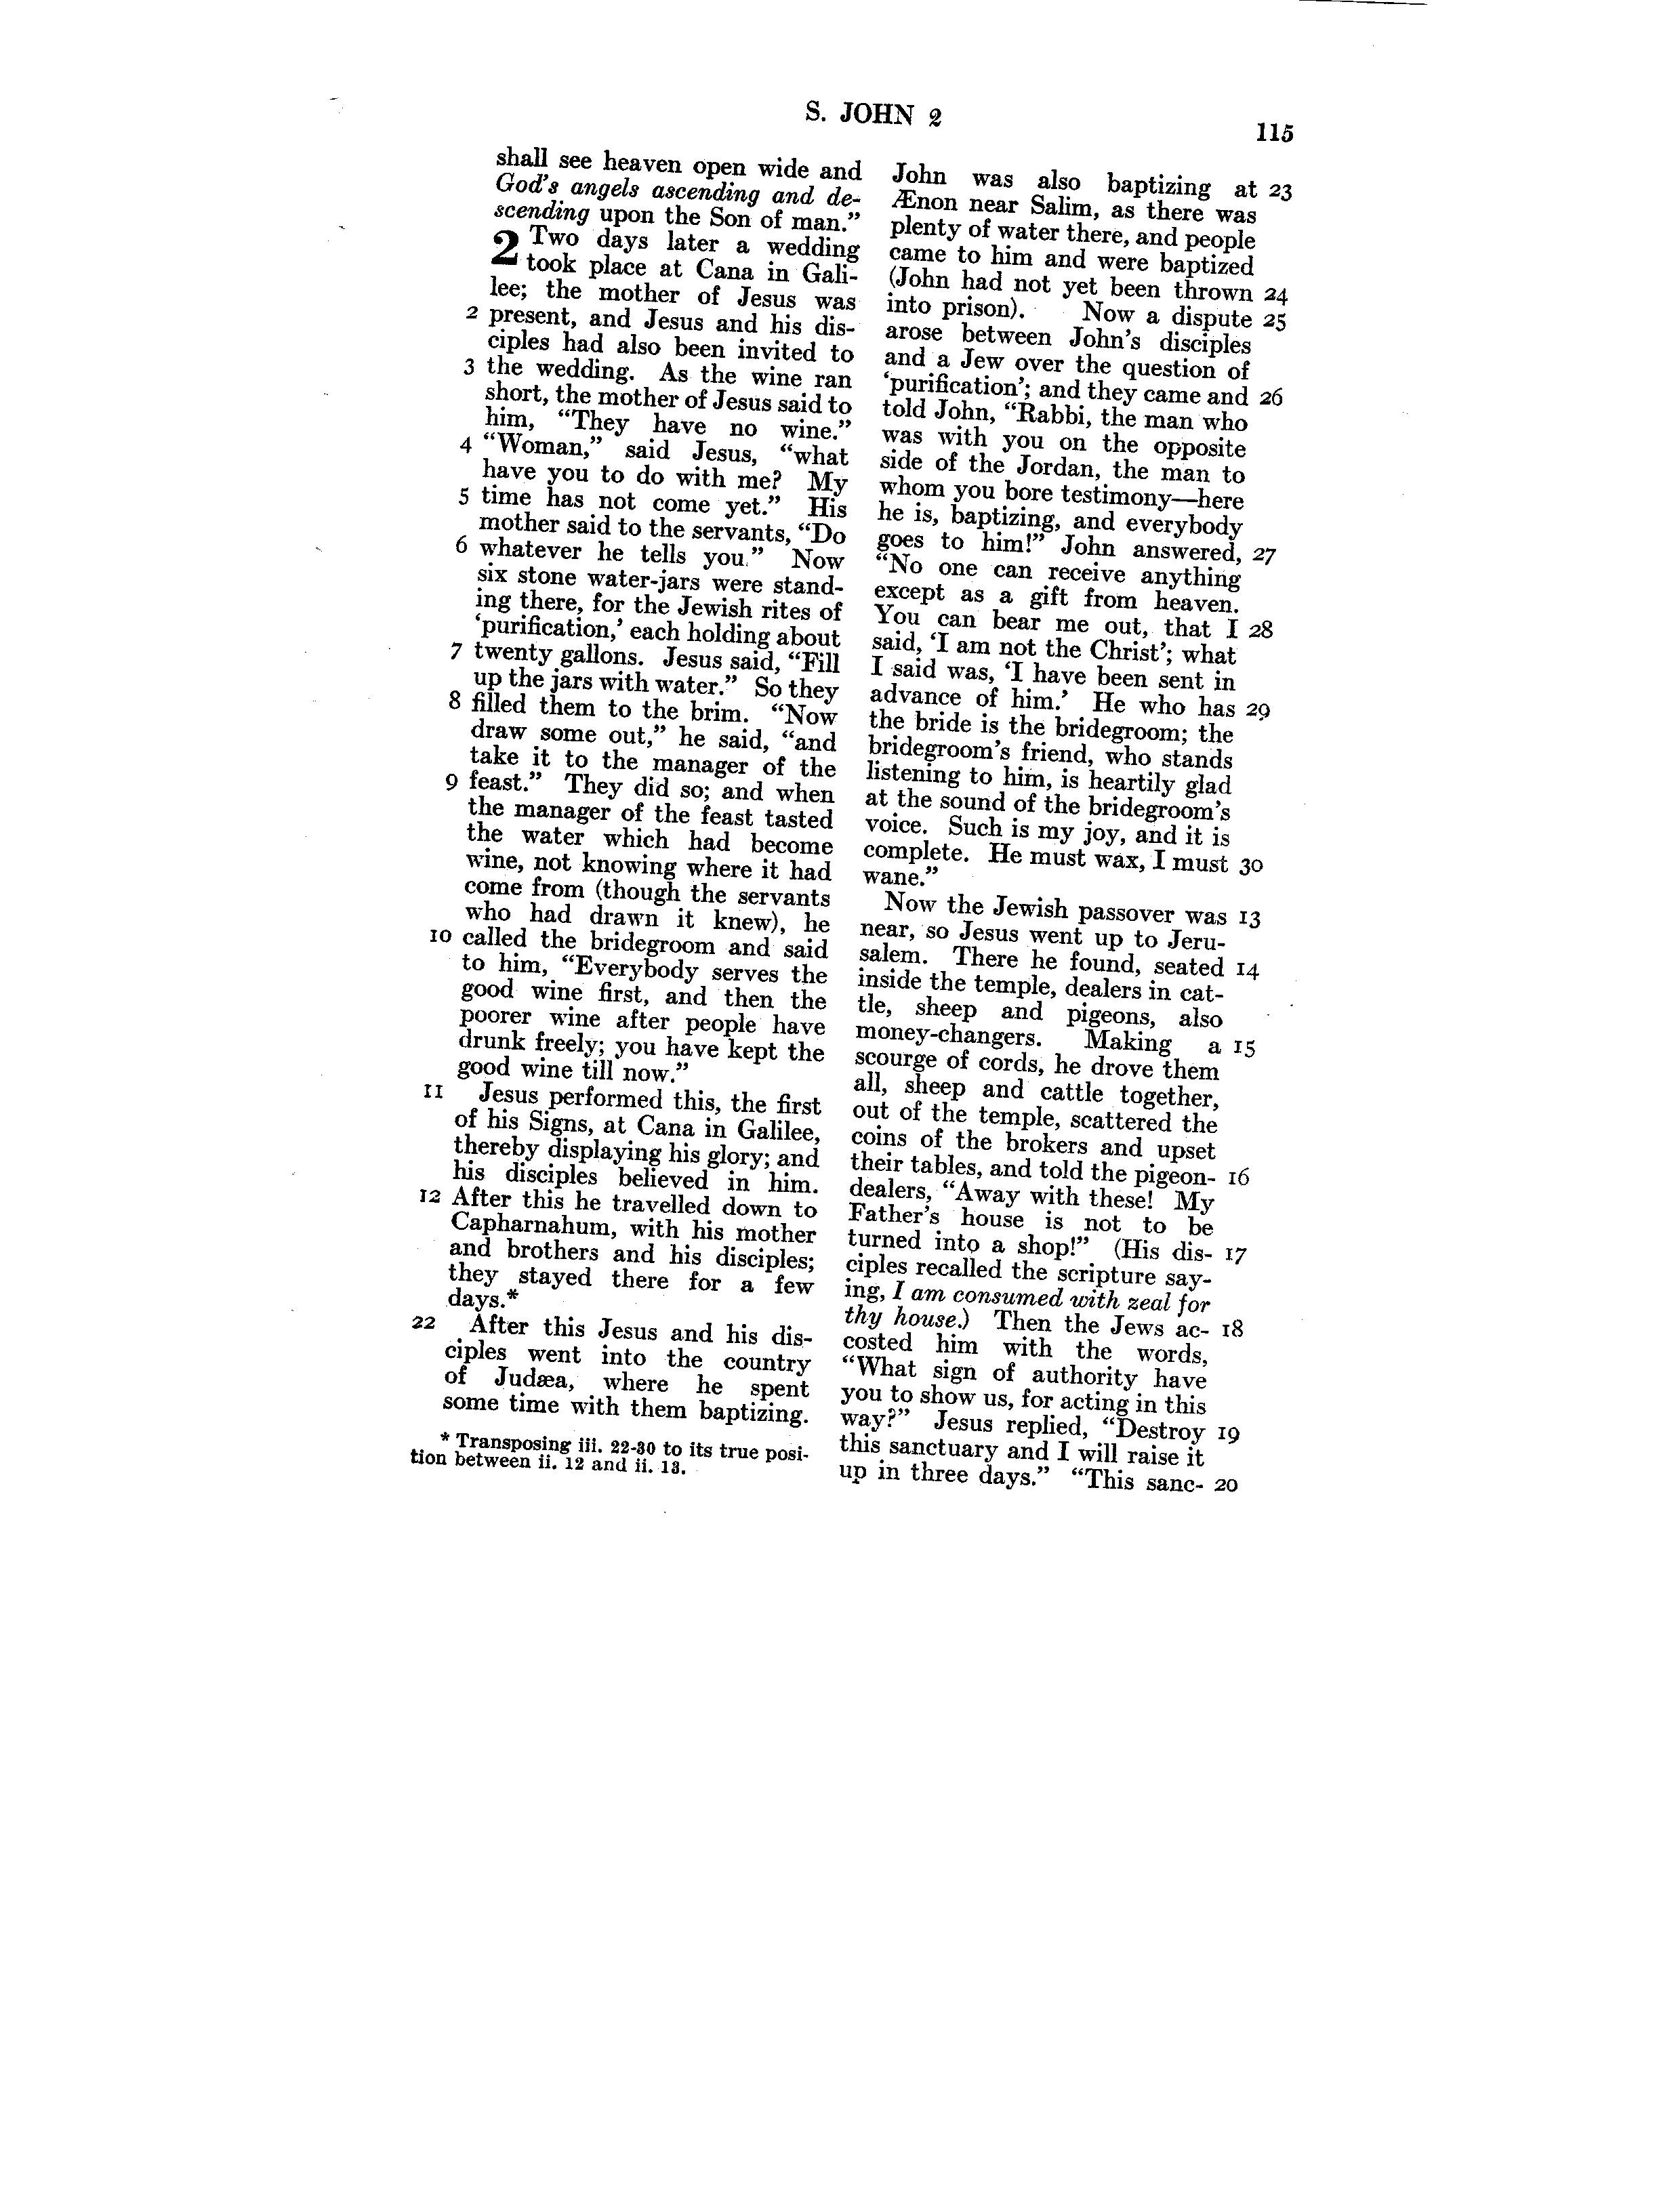 S. JOHN 2
115
shall see heaven open wide and
God's angels ascending and de-
scending upon the Son of man.”
2 Two days later a wedding
took place at Cana in Gali-
lee; the mother of Jesus was
2 present, and Jesus and his dis-
ciples had also been invited to
3 the wedding. As the wine ran
short, the mother of Jesus said to
him, “They have no wine.”
4 “Woman,” said Jesus, “what
have you to do with me? My
5 time has not come yet.” His
mother said to the servants, “Do
6 whatever he tells you.” Now
six stone water-jars were stand-
ing there, for the Jewish rites of
‘purification,’ each holding about
7 twenty gallons. Jesus said, “Fill
up the jars with water.” So they
8 filled them to the brim. “Now
draw some out,” he said, “and
take it to the manager of the
9 feast.” They did so; and when
the manager of the feast tasted
the water which had become
wine, not knowing where it had
come from (though the servants
who had drawn it knew), he
10 called the bridegroom and said
to him, “Everybody serves the
good wine first, and then the
poorer wine after people have
drunk freely; you have kept the
good wine till now.”
11 Jesus performed this, the first
of his Signs, at Cana in Galilee,
thereby displaying his glory; and
his disciples believed in him.
12 After this he travelled down to
Capharnahum, with his mother
and brothers and his disciples;
they stayed there for a few
days.*
22 After this Jesus and his dis-
ciples went into the country
of Judæa, where he spent
some time with them baptizing.
* Transposing iii. 22-30 to its true posi-
tion between ii. 12 and ii. 13.
John was also baptizing at 23
Ænon near Salim, as there was
plenty of water there, and people
came to him and were baptized
(John had not yet been thrown 24
into prison). Now a dispute 25
arose between John's disciples
and a Jew over the question of
‘purification’; and they came and 26
told John, “Rabbi, the man who
was with you on the opposite
side of the Jordan, the man to
whom you bore testimony—here
he is, baptizing, and everybody
goes to him!” John answered, 27
“No one can receive anything
except as a gift from heaven.
You can bear me out, that I 28
said, ‘I am not the Christ’; what
I said was, ‘I have been sent in
advance of him.’ He who has 29
the bride is the bridegroom; the
bridegroom's friend, who stands
listening to him, is heartily glad
at the sound of the bridegroom's
voice. Such is my joy, and it is
complete. He must wax, I must 30
wane.”
Now the Jewish passover was 13
near, so Jesus went up to Jeru-
salem. There he found, seated 14
inside the temple, dealers in cat-
tle, sheep and pigeons, also
money-changers. Making a 15
scourge of cords, he drove them
all, sheep and cattle together,
out of the temple, scattered the
coins of the brokers and upset
their tables, and told the pigeon- 16
dealers, “Away with these! My
Father's house is not to be
turned into a shop!” (His dis- 17
ciples recalled the scripture say-
ing, I am consumed with zeal for
thy house.) Then the Jews ac- 18
costed him with the words,
“What sign of authority have
you to show us, for acting in this
way?” Jesus replied, “Destroy 19
this sanctuary and I will raise it
up in three days.” “This sanc- 20